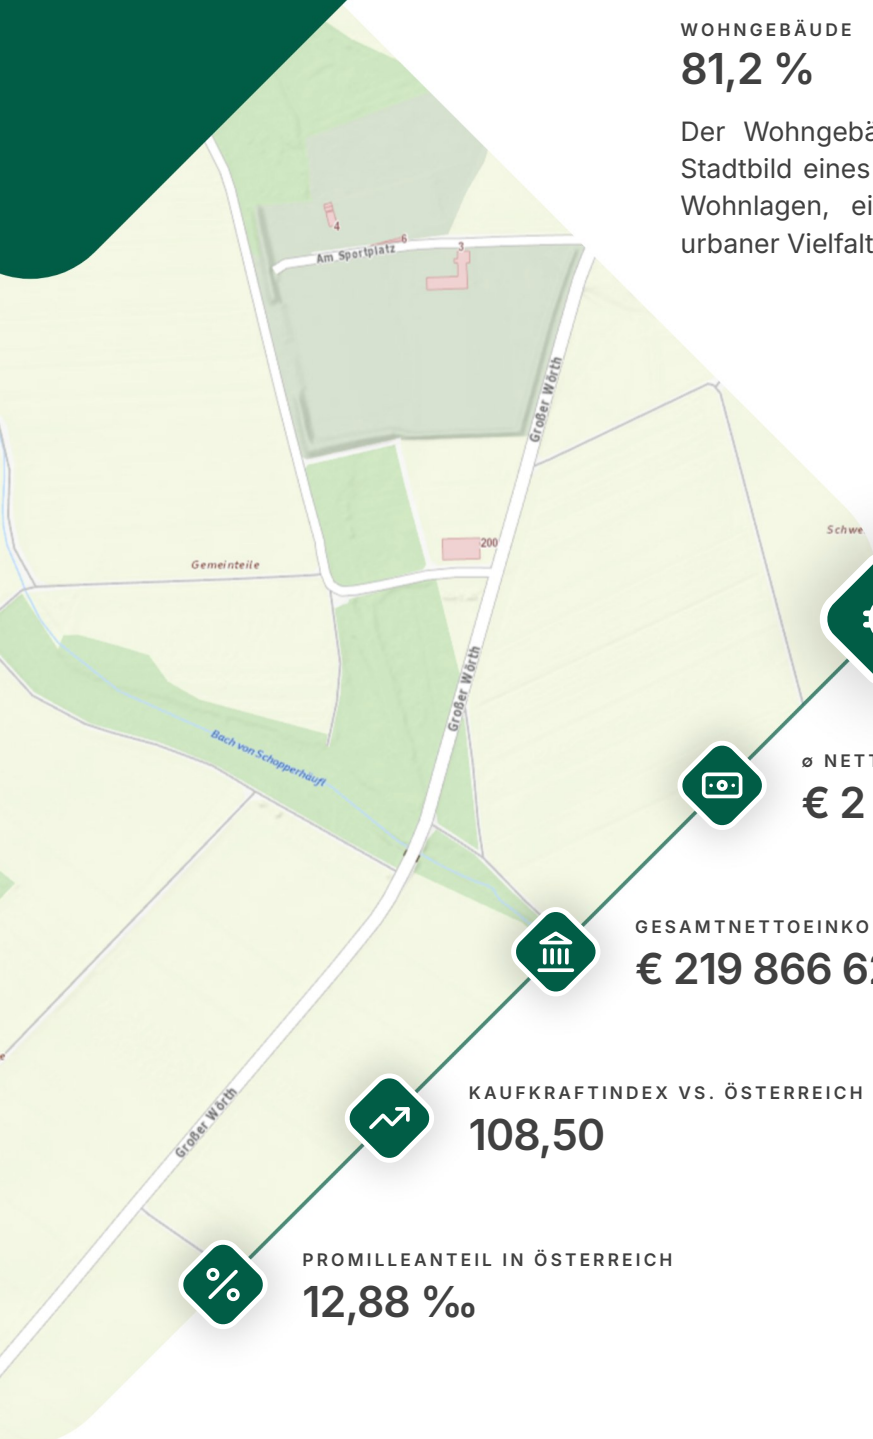 WOHNGEBÄUDE
81,2 %
Der Wohngebä
Stadtbild eines
Wohnlagen, ei
urbaner Vielfalt
4
6
3
Am Sportplatz
Großer Wörth
200
Schwe
Gemeinteile
Großer Wörth
Bach von Schopperhäufl
ø NETT
€ 2
GESAMTNETTOEINKO
€ 219 866 62
e
KAUFKRAFTINDEX VS. ÖSTERREICH
108,50
Großer Wörth
PROMILLEANTEIL IN ÖSTERREICH
12,88 ‰